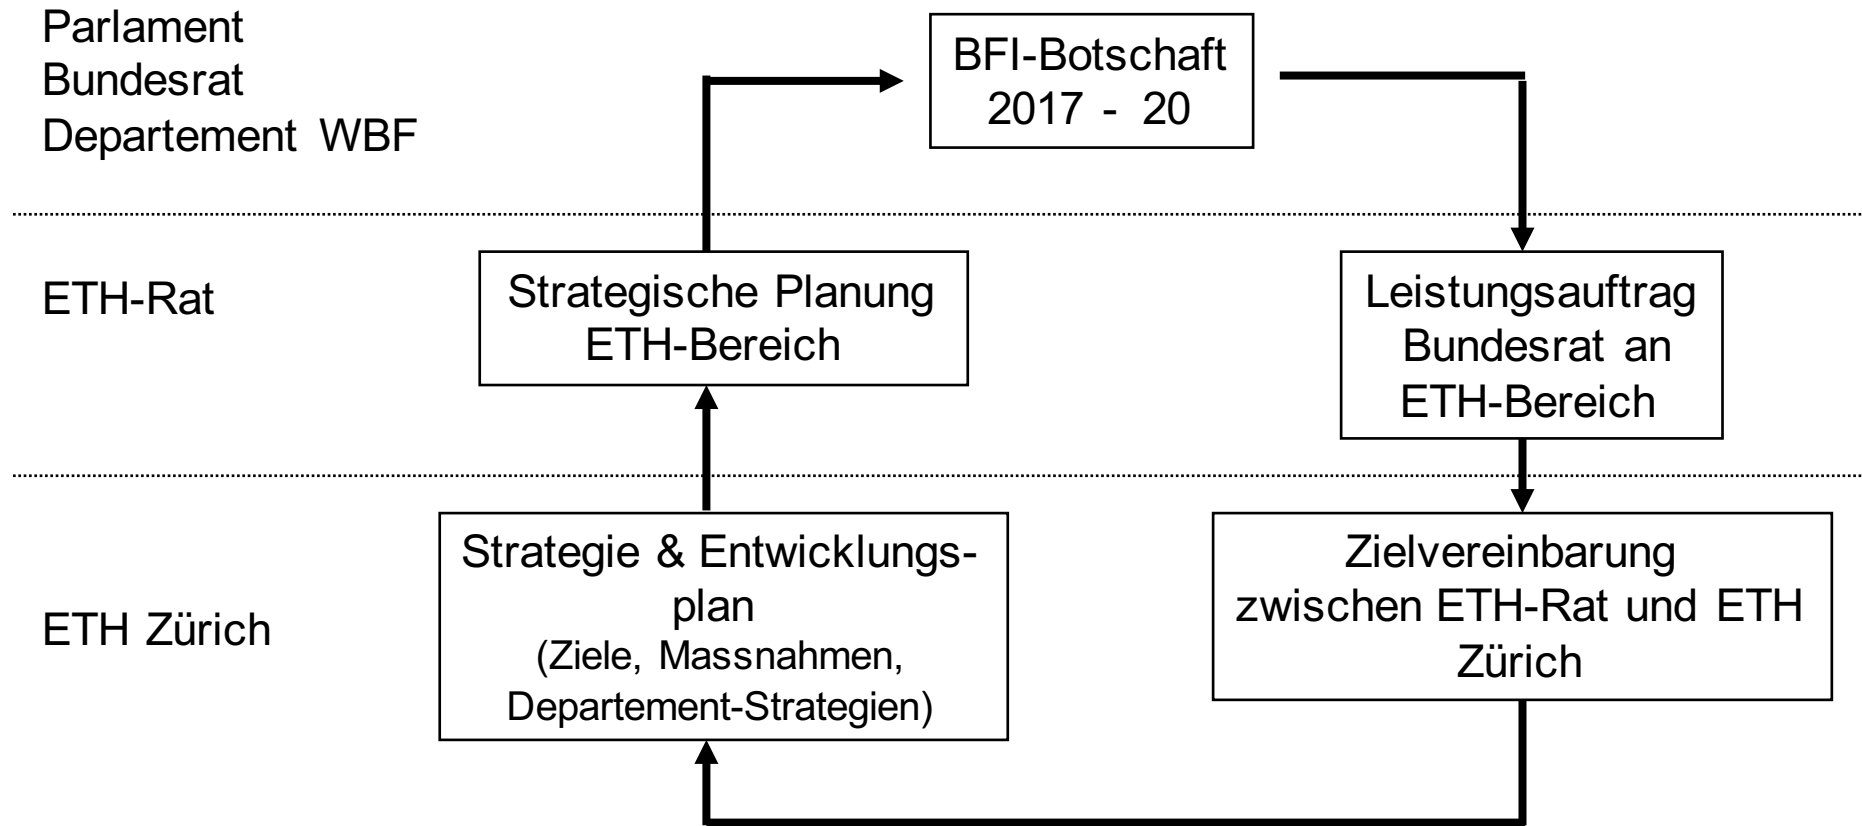 Parlament
Bundesrat
Departement WBF
BFI-Botschaft
2017 - 20
ETH-Rat
Strategische Planung
ETH-Bereich
Leistungsauftrag
Bundesrat an
ETH-Bereich
ETH Zürich
Strategie & Entwicklungs-
plan
(Ziele, Massnahmen,
Departement-Strategien)
Zielvereinbarung
zwischen ETH-Rat und ETH
Zürich